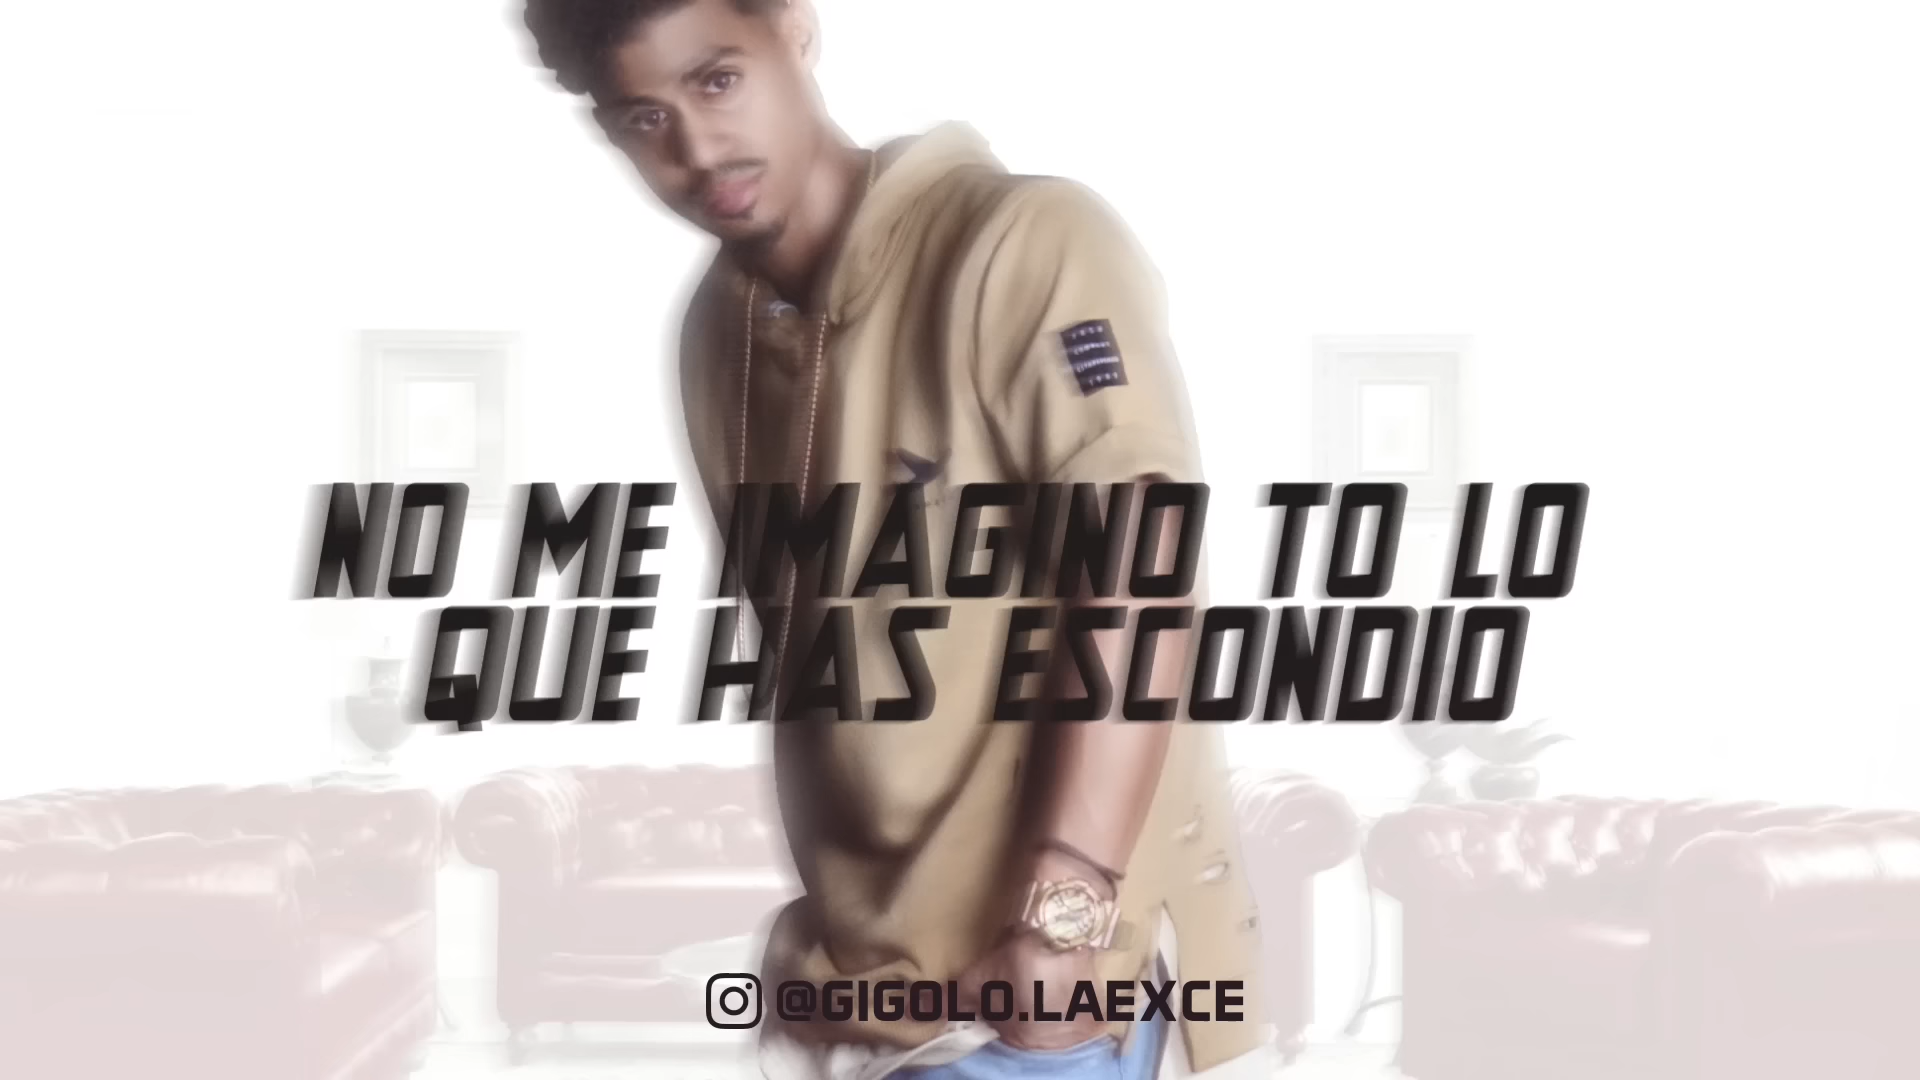 NO ME IMAGINO TO LO
QUE HAS ESCONDIO
@GIGOLO.LAEXCE